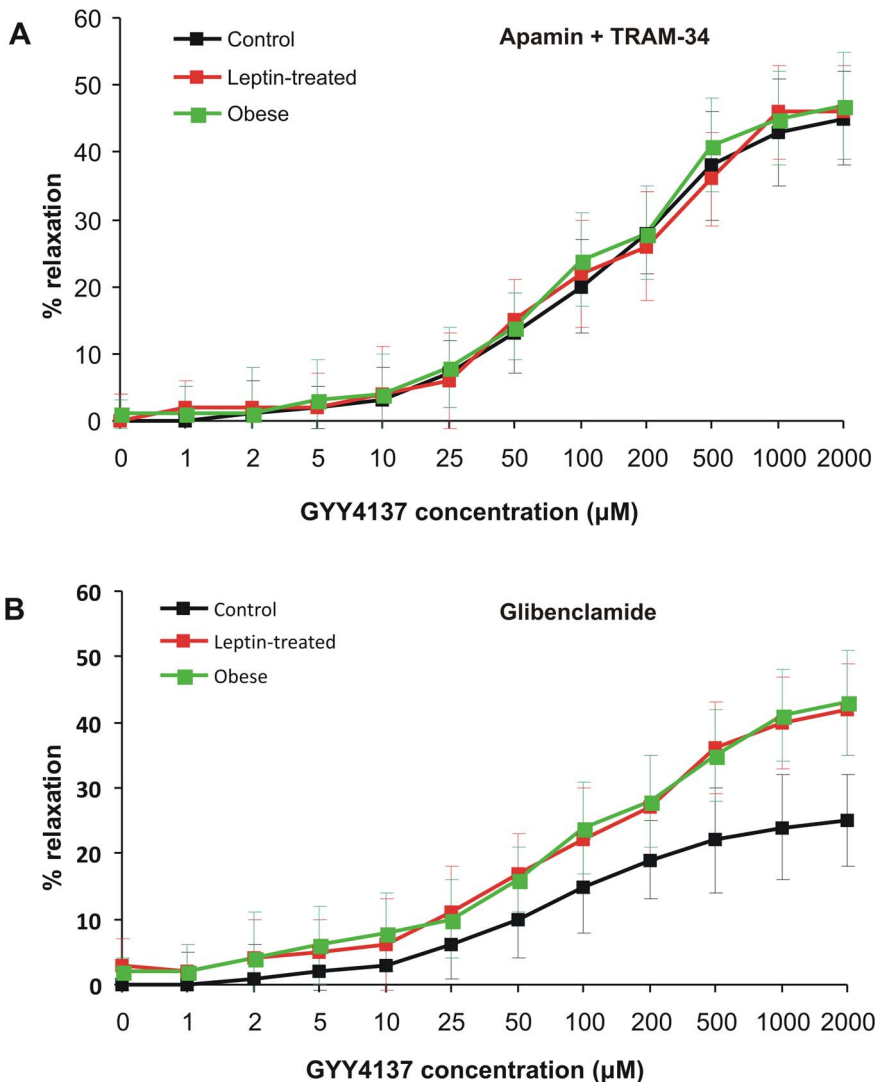 A
Apamin + TRAM-34
Control
Leptin-treated
Obese
% relaxation
60
50
40
30
20
10
0
0 1 2 5 10 25 50 100 200 500 1000 2000
GYY4137 concentration (µM)
B
Glibenclamide
Control
Leptin-treated
Obese
% relaxation
60
50
40
30
20
10
0
0 1 2 5 10 25 50 100 200 500 1000 2000
GYY4137 concentration (µM)